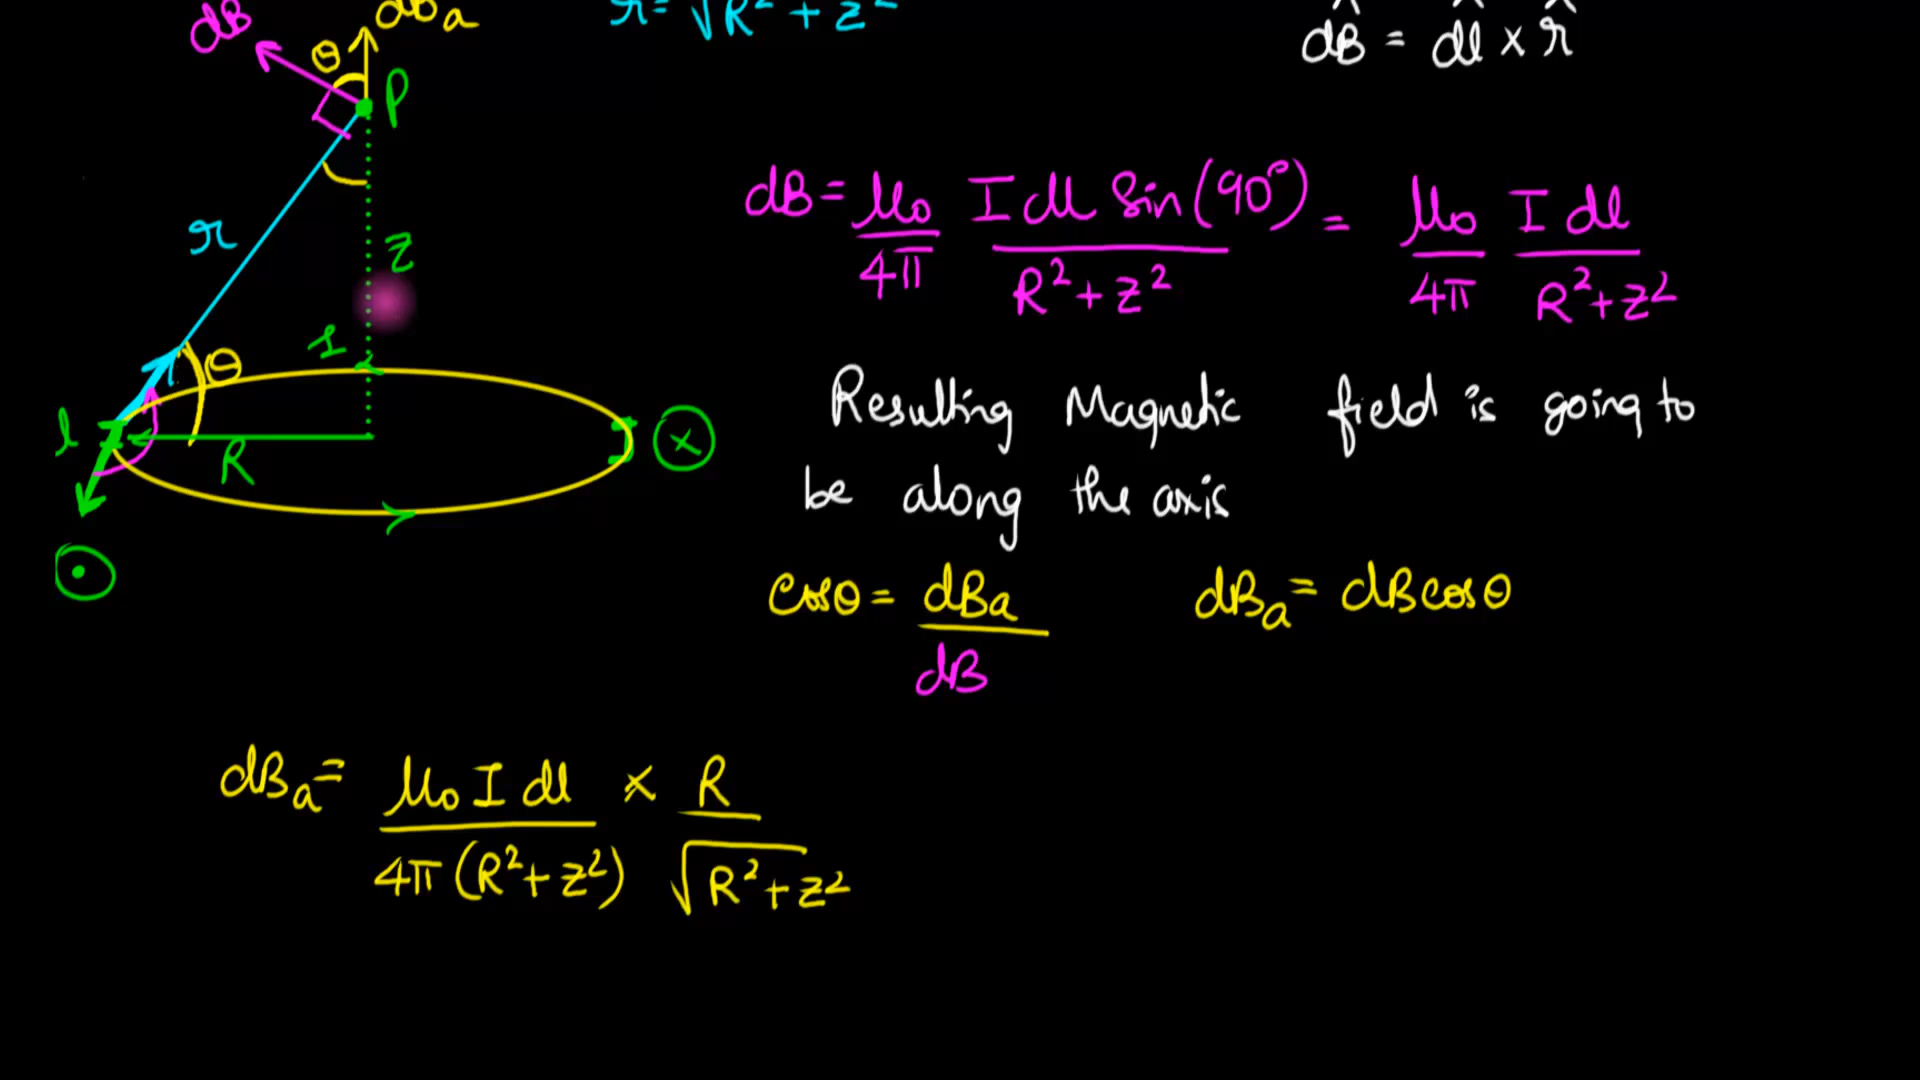 dB
θ
dBa
r = √R² + z²
d̂B = d̂l × r̂
P
r
z
I
θ
l
R
dB = μ₀/4π I dl Sin(90°)/R²+z² = μ₀/4π I dl/R²+z²
Resulting Magnetic field is going to
be along the axis
cosθ = dBa/dB dBa = dB cosθ
dBa = μ₀ I dl/4π(R²+z²) × R/√R²+z²